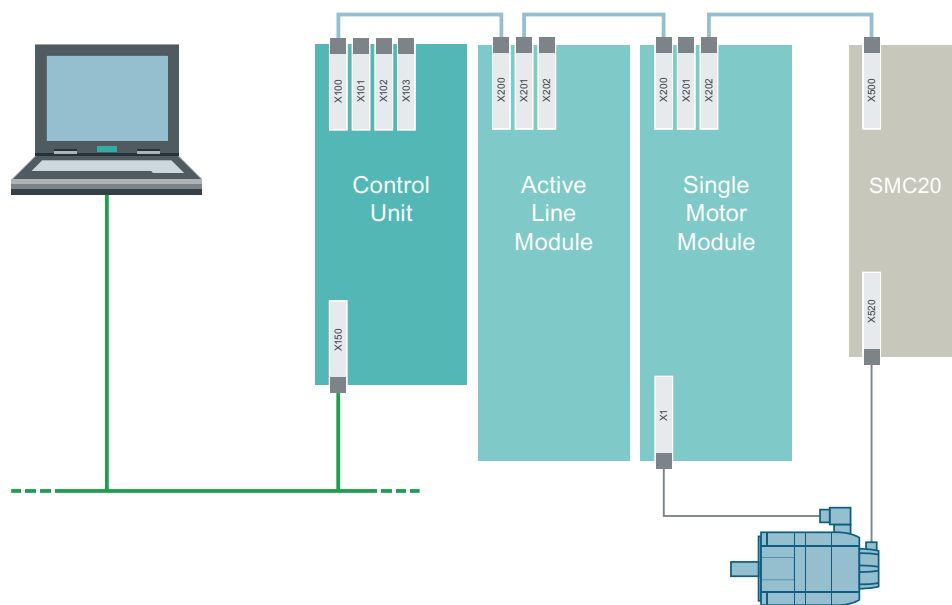 X100
X101
X102
X103
X200
X201
X202
X200
X201
X202
X500
Control
Unit
Active
Line
Module
Single
Motor
Module
SMC20
X150
X520
X1